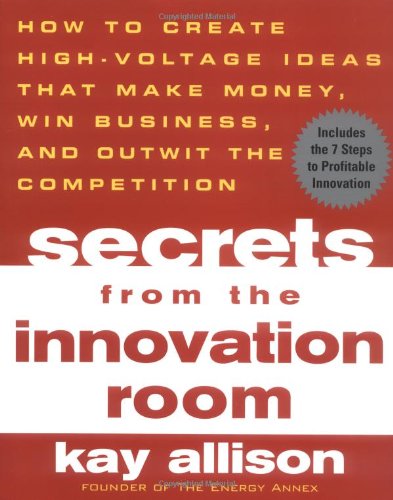 HOW TO CREATE
HIGH-VOLTAGE IDEAS
THAT MAKE MONEY,
WIN BUSINESS,
AND OUTWIT THE
COMPETITION
Includes
the 7 Steps
to Profitable
Innovation
secrets
from the
innovation
room
kay allison
FOUNDER OF THE ENERGY ANNEX